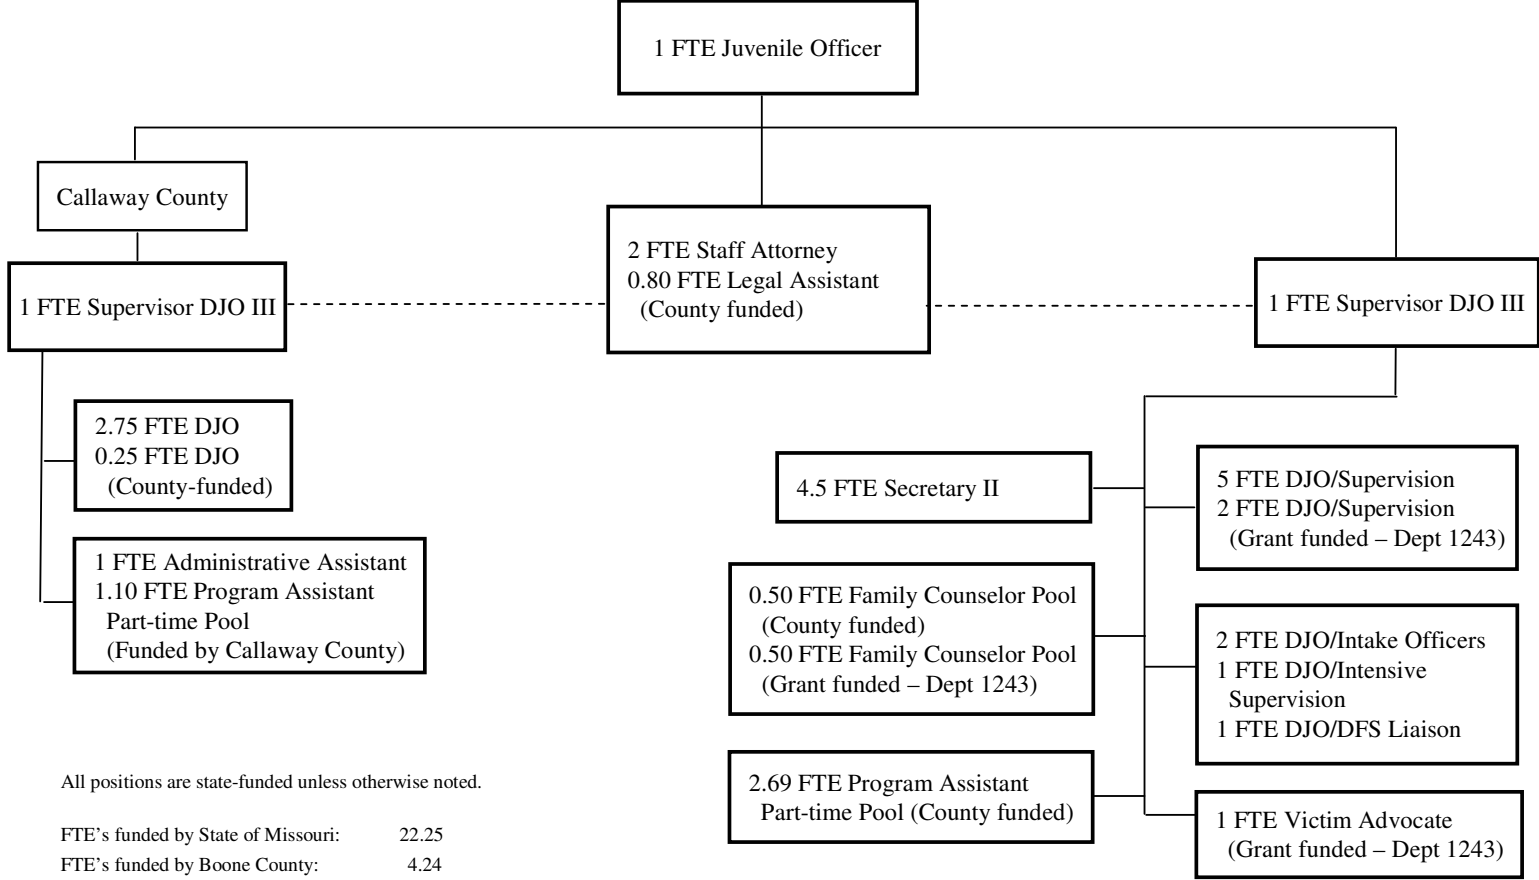 1 FTE Juvenile Officer
Callaway County
1 FTE Supervisor DJO III
2 FTE Staff Attorney
0.80 FTE Legal Assistant
(County funded)
1 FTE Supervisor DJO III
2.75 FTE DJO
0.25 FTE DJO
(County-funded)
1 FTE Administrative Assistant
1.10 FTE Program Assistant
Part-time Pool
(Funded by Callaway County)
4.5 FTE Secretary II
0.50 FTE Family Counselor Pool
(County funded)
0.50 FTE Family Counselor Pool
(Grant funded – Dept 1243)
2.69 FTE Program Assistant
Part-time Pool (County funded)
5 FTE DJO/Supervision
2 FTE DJO/Supervision
(Grant funded – Dept 1243)
2 FTE DJO/Intake Officers
1 FTE DJO/Intensive
Supervision
1 FTE DJO/DFS Liaison
1 FTE Victim Advocate
(Grant funded – Dept 1243)
All positions are state-funded unless otherwise noted.
FTE's funded by State of Missouri: 22.25
FTE's funded by Boone County: 4.24